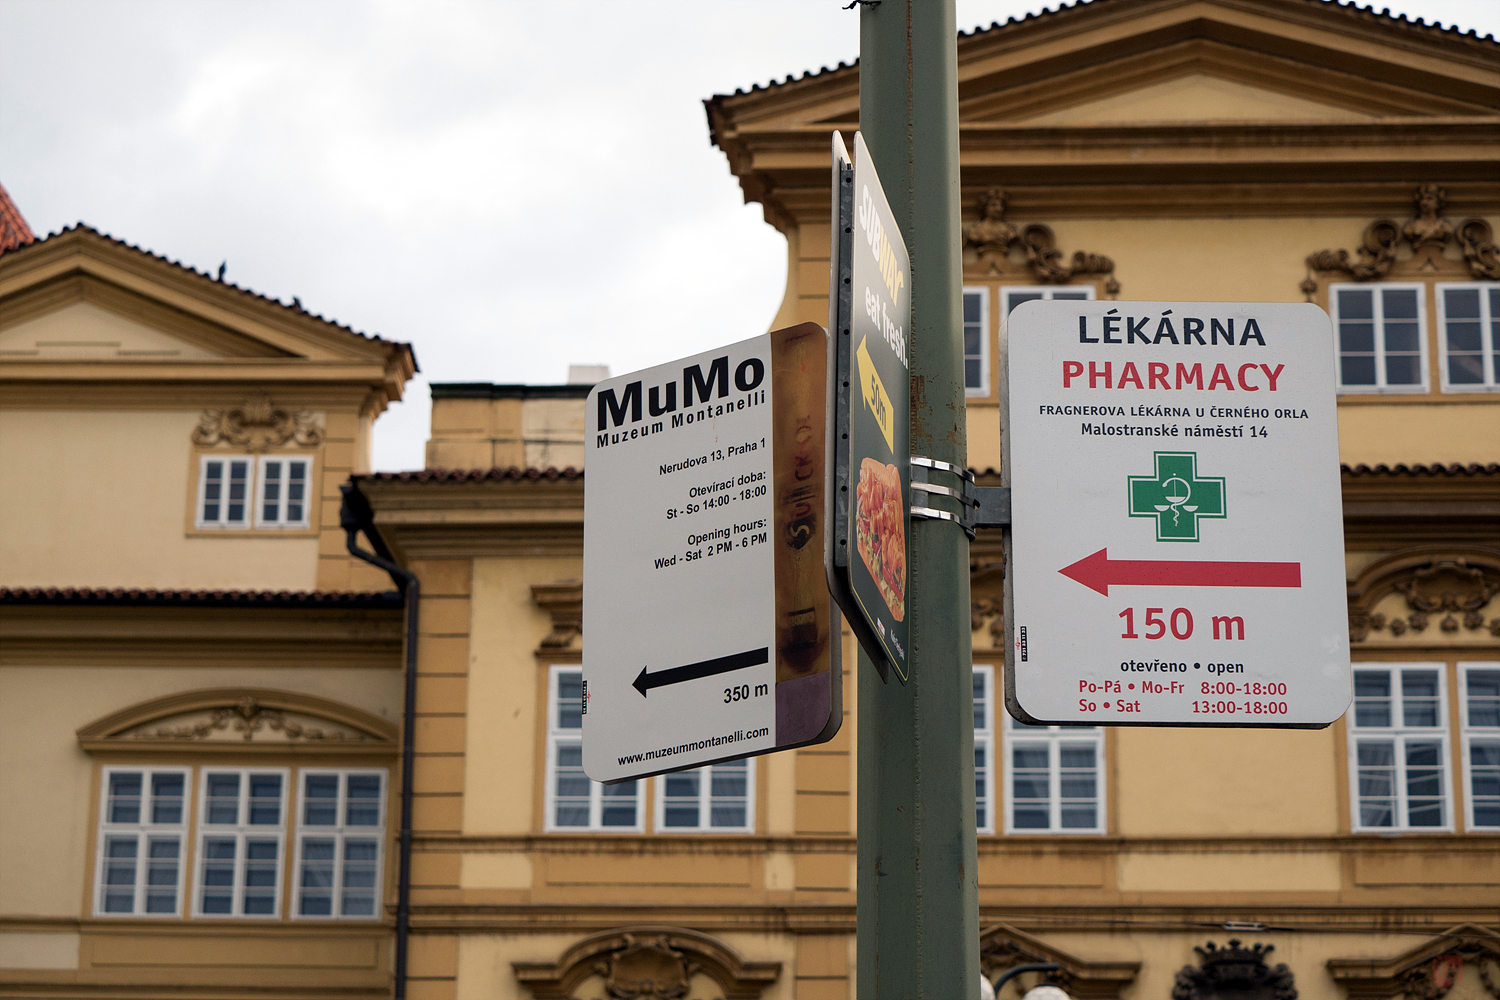 MuMo
Muzeum Montanelli
Nerudova 13, Praha 1
Otevírací doba:
St - So 14:00 - 18:00
Opening hours:
Wed - Sat 2 PM - 6 PM
350 m
www.muzeummontanelli.com
SUBWAY
eat fresh.
50m
LÉKÁRNA
PHARMACY
FRAGNEROVA LÉKÁRNA U ČERNÉHO ORLA
Malostranské náměstí 14
150 m
otevřeno • open
Po-Pá • Mo-Fr 8:00-18:00
So • Sat 13:00-18:00